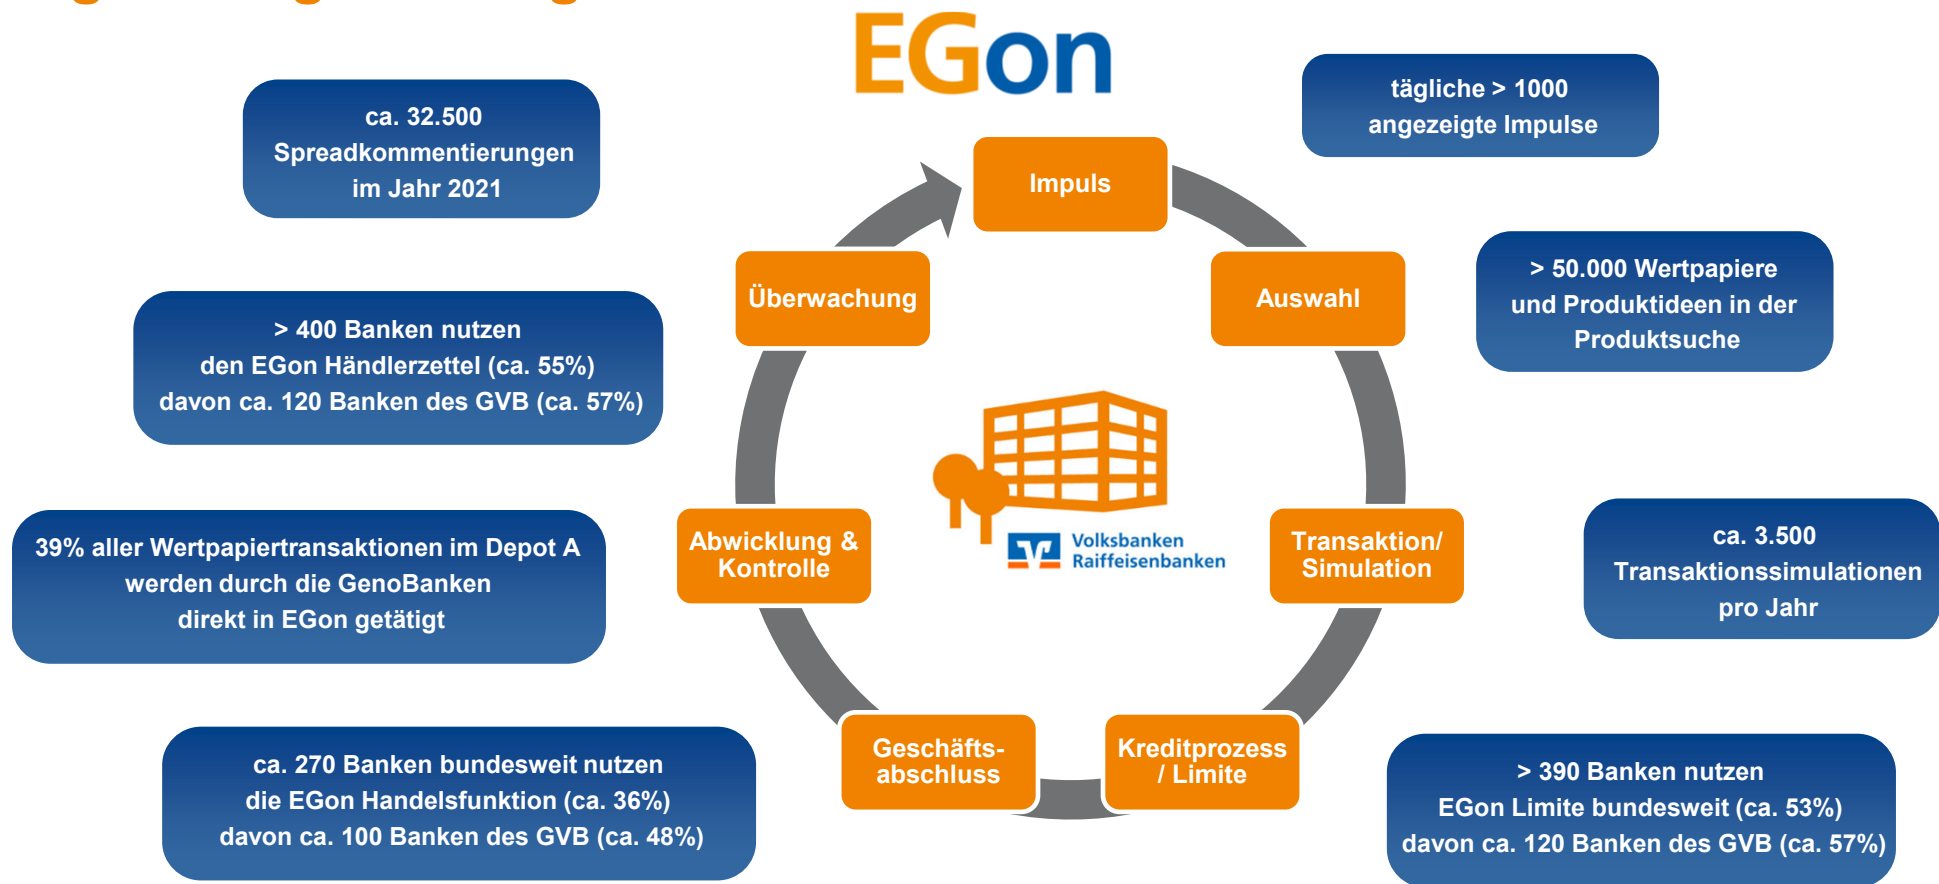 EGon
ca. 32.500
Spreadkommentierungen
im Jahr 2021
tägliche > 1000
angezeigte Impulse
Impuls
Überwachung
Auswahl
> 50.000 Wertpapiere
und Produktideen in der
Produktsuche
> 400 Banken nutzen
den EGon Händlerzettel (ca. 55%)
davon ca. 120 Banken des GVB (ca. 57%)
39% aller Wertpapiertransaktionen im Depot A
werden durch die GenoBanken
direkt in EGon getätigt
Abwicklung &
Kontrolle
Volksbanken
Raiffeisenbanken
Transaktion/
Simulation
ca. 3.500
Transaktionssimulationen
pro Jahr
ca. 270 Banken bundesweit nutzen
die EGon Handelsfunktion (ca. 36%)
davon ca. 100 Banken des GVB (ca. 48%)
Geschäfts-
abschluss
Kreditprozess
/ Limite
> 390 Banken nutzen
EGon Limite bundesweit (ca. 53%)
davon ca. 120 Banken des GVB (ca. 57%)